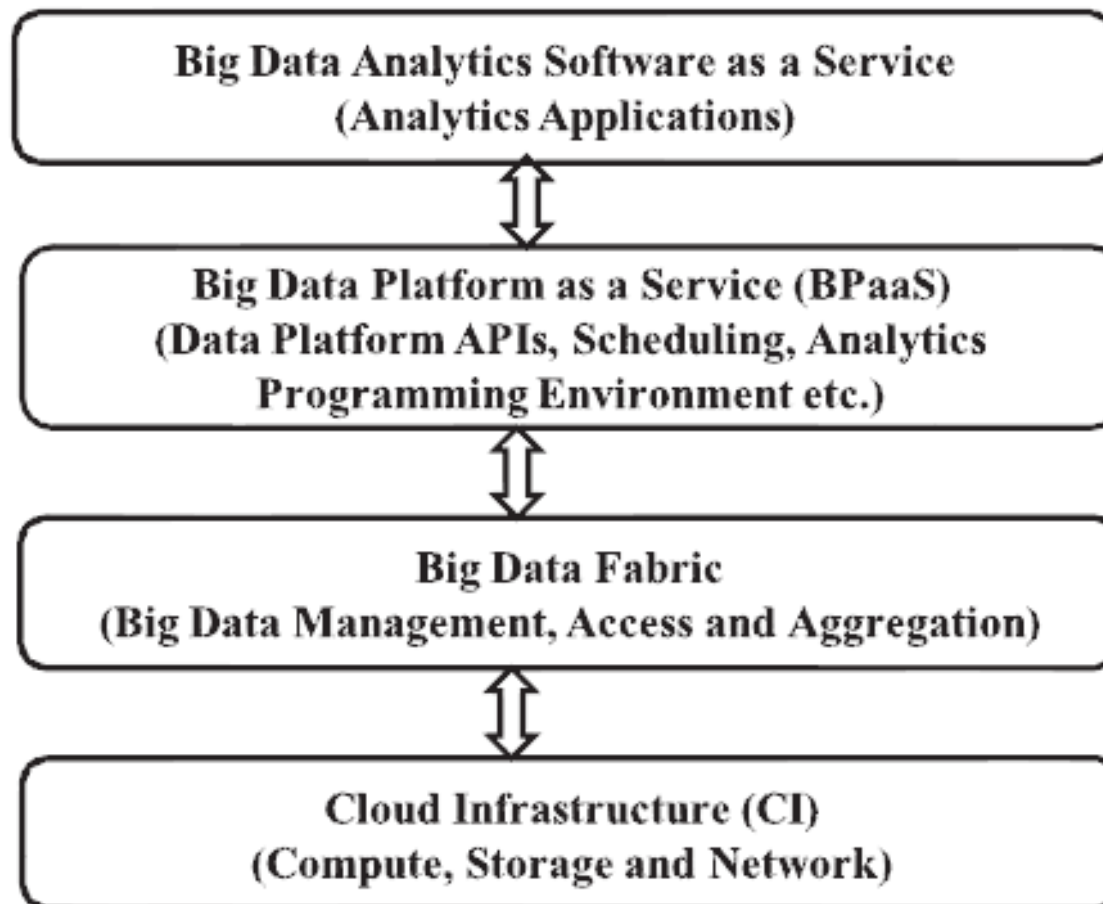 Big Data Analytics Software as a Service
(Analytics Applications)
Big Data Platform as a Service (BPaaS)
(Data Platform APIs, Scheduling, Analytics
Programming Environment etc.)
Big Data Fabric
(Big Data Management, Access and Aggregation)
Cloud Infrastructure (CI)
(Compute, Storage and Network)